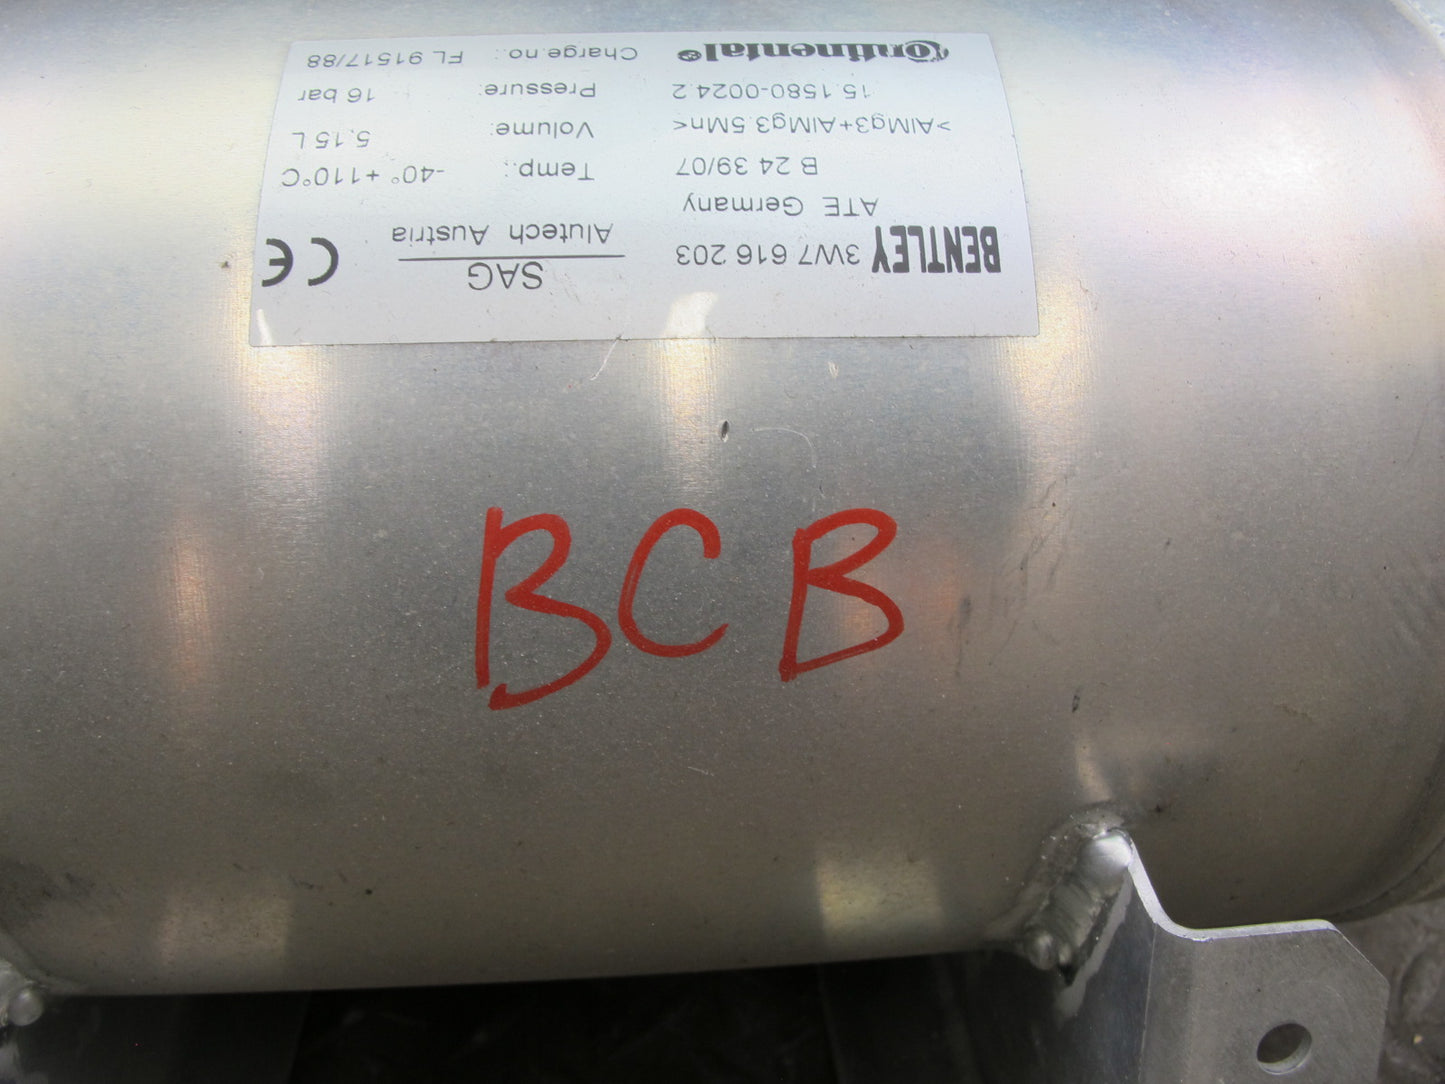 BENTLEY 3W7 616 203
ATE Germany
B 24 39/07
>AlMg3+AlMg3.5Mn<
15.1580-0024.2
Continental
SAG
Alutech Austria
CE
Temp.: -40° +110°C
Volume: 5.15 L
Pressure: 16 bar
Charge.no.: FL 91517/88
BCB